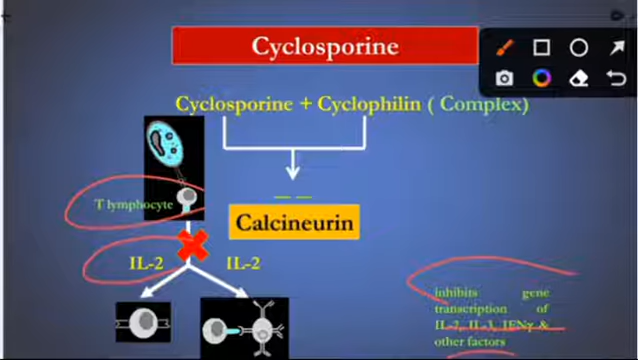 Cyclosporine
Cyclosporine + Cyclophilin ( Complex)
T lymphocyte
Calcineurin
IL-2 IL-2
inhibits gene
transcription of
IL-2, IL-3, IFNγ &
other factors